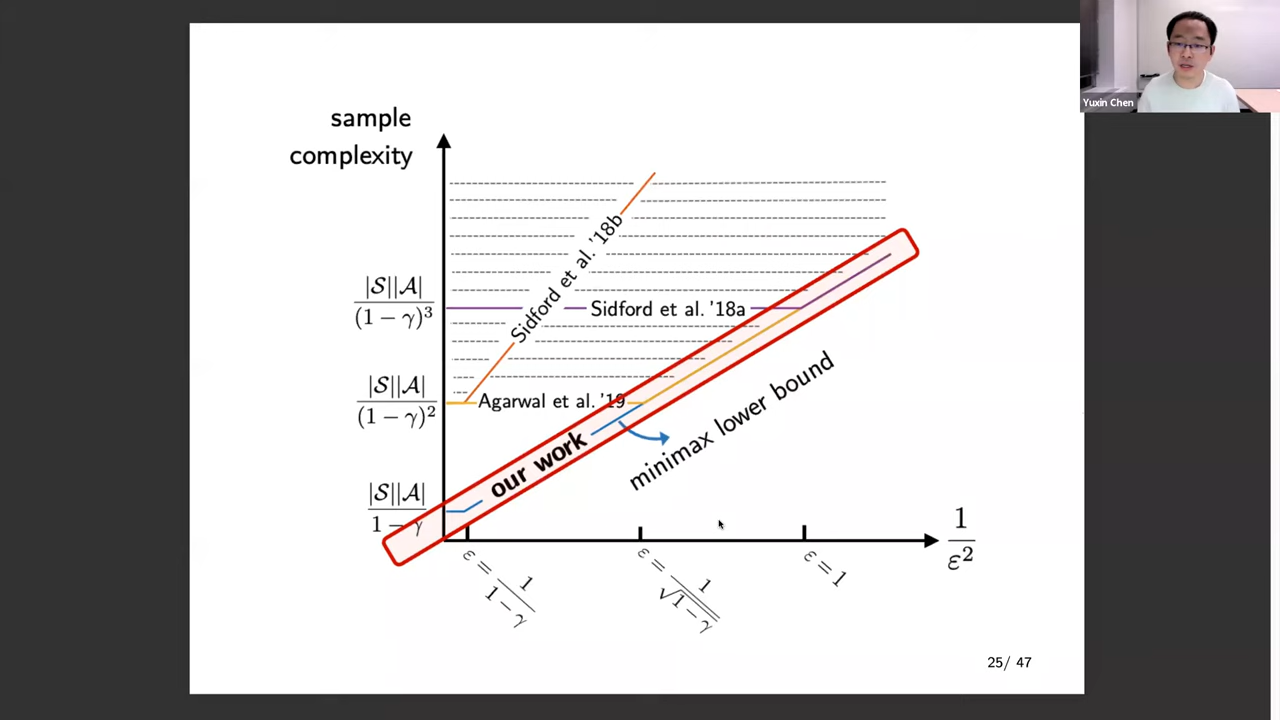 sample
complexity
|S||A|
(1 − γ)³
|S||A|
(1 − γ)²
|S||A|
1 − γ
Sidford et al. '18b
Sidford et al. '18a
Agarwal et al. '19
our work
minimax lower bound
ε = 1/(1 − γ)
ε = 1/√(1 − γ)
ε = 1
1
ε²
25/ 47
Yuxin Chen